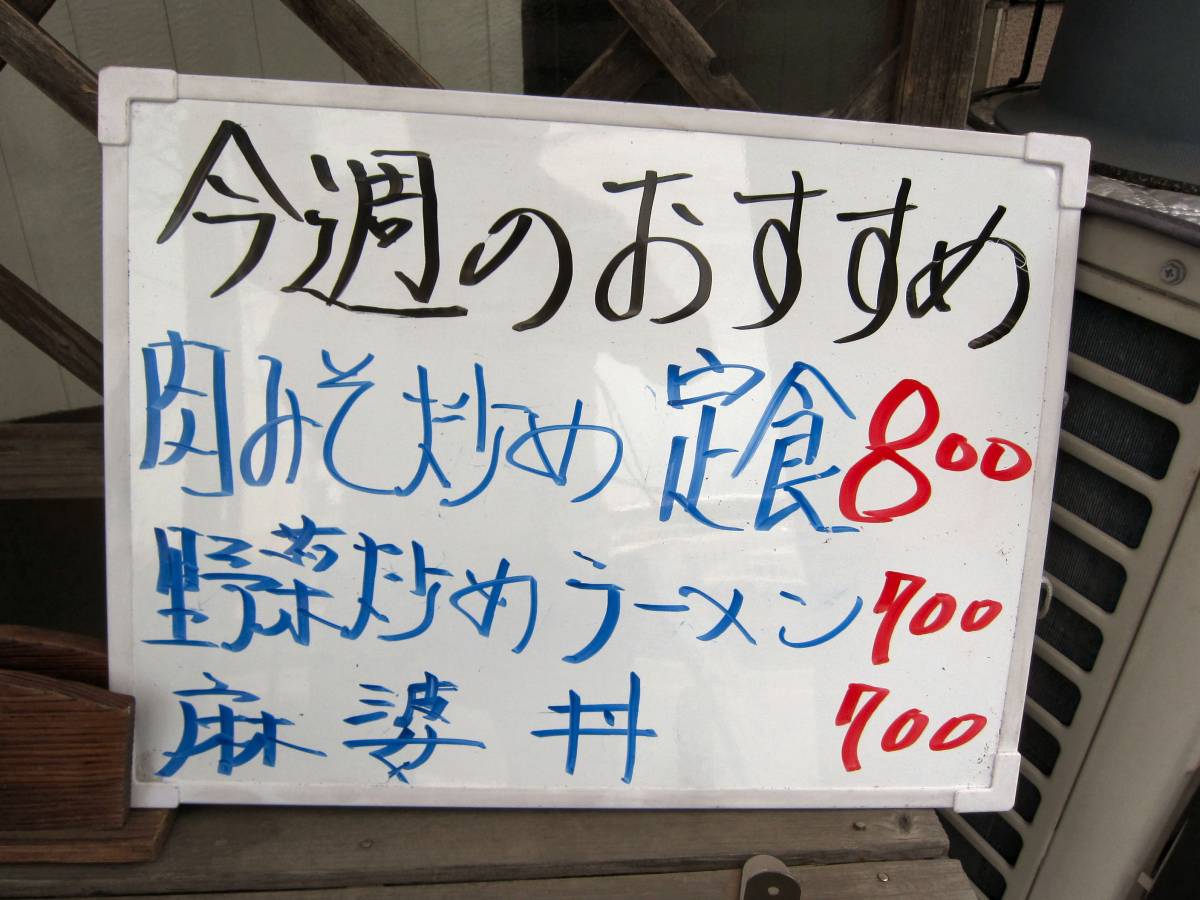 今週のおすすめ
肉みそ炒め 定食 800
野菜炒めラーメン 700
麻婆丼 700